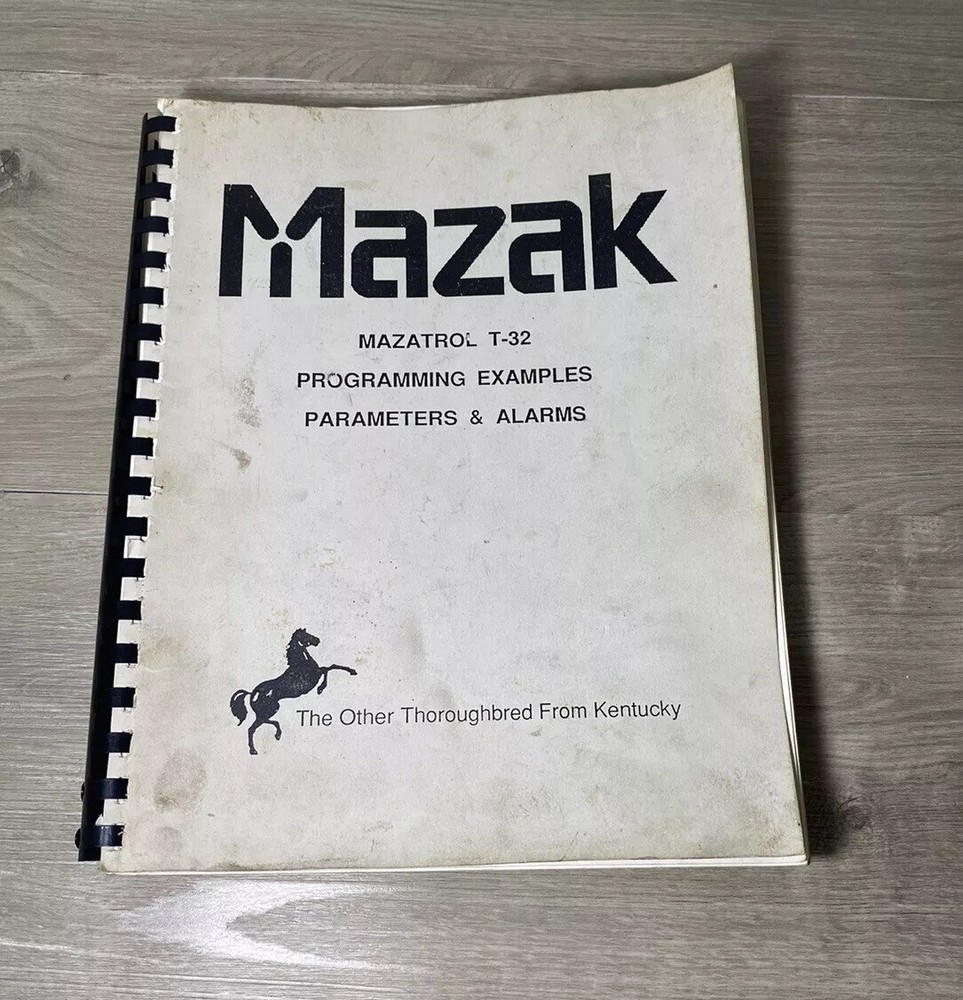 Mazak
MAZATROL T-32
PROGRAMMING EXAMPLES
PARAMETERS & ALARMS
The Other Thoroughbred From Kentucky